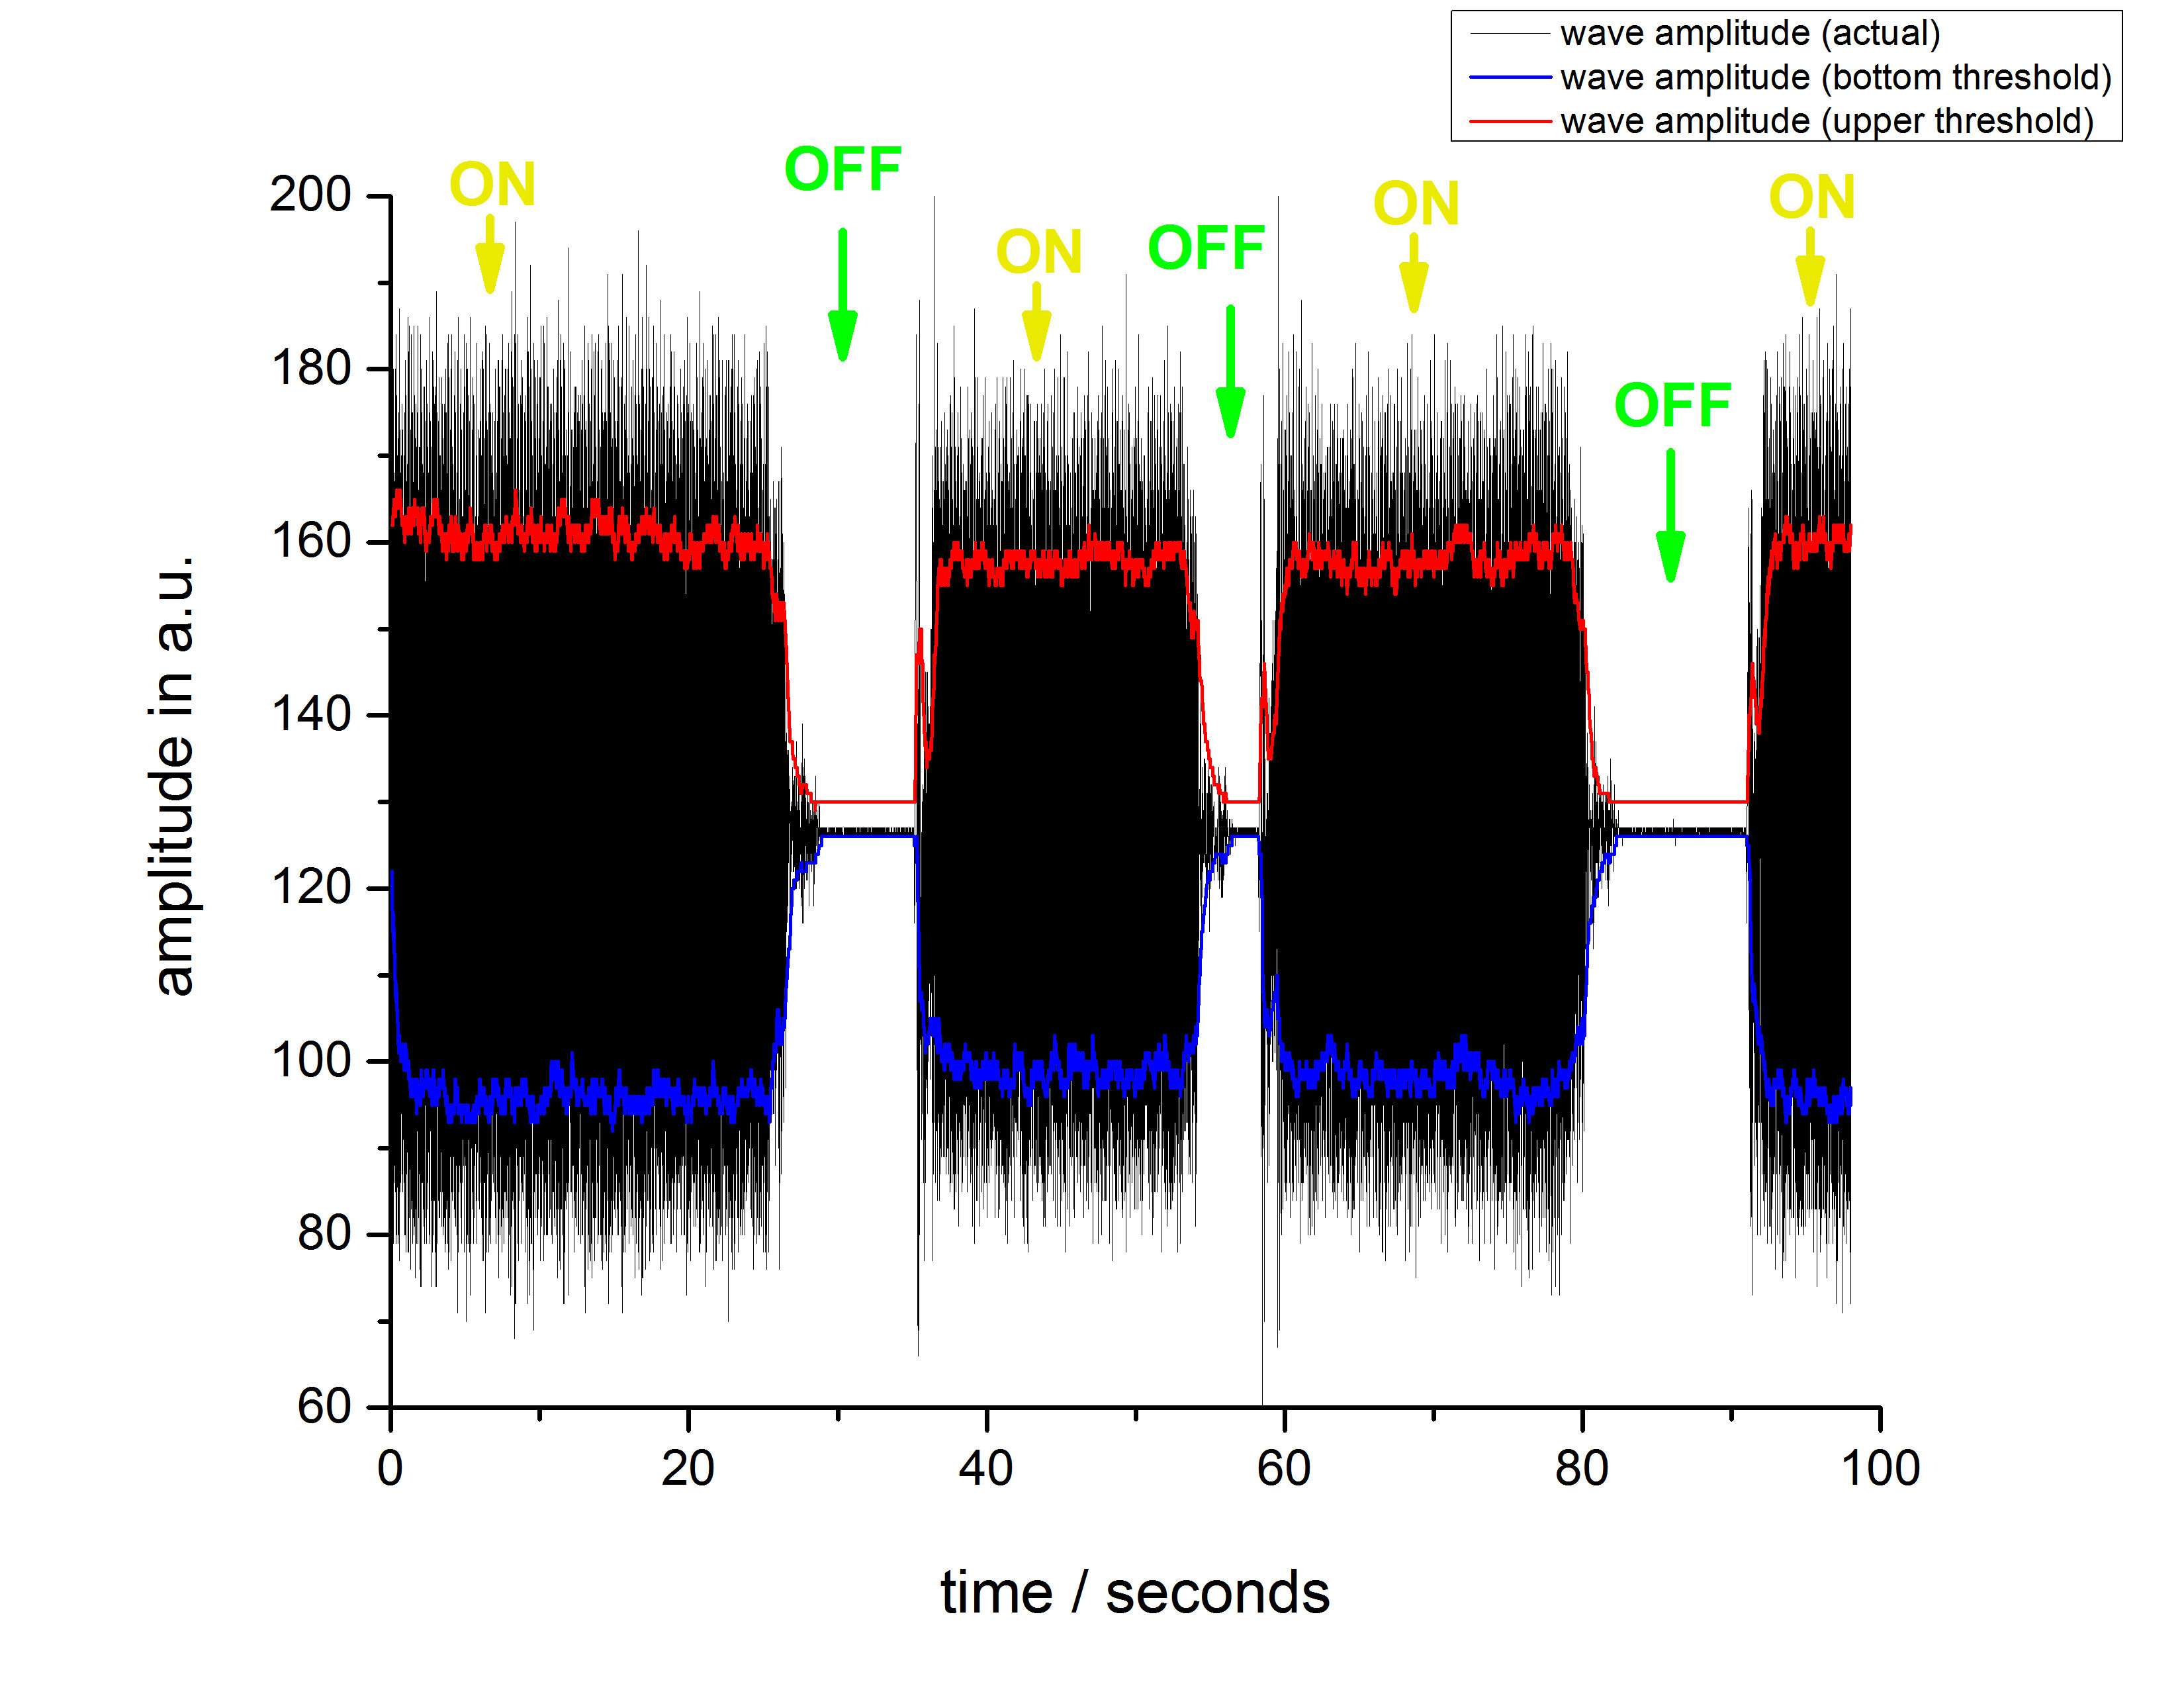 wave amplitude (actual)
wave amplitude (bottom threshold)
wave amplitude (upper threshold)
ON
OFF
ON
OFF
ON
OFF
ON
200
180
160
140
120
100
80
60
amplitude in a.u.
0 20 40 60 80 100
time / seconds